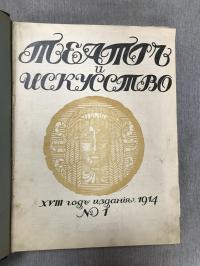 ТЕАТРЪ
и
ИСКУССТВО
XVIII годъ изданія. 1914
№ 1